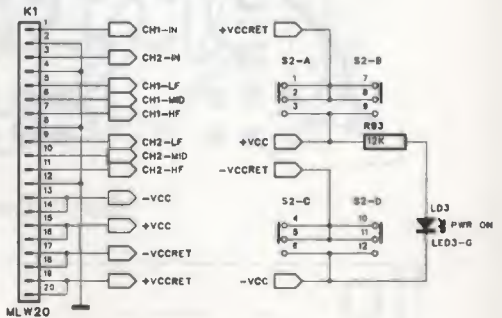 K1
1
2
3
4
5
6
7
8
9
10
11
12
13
14
15
16
17
18
19
20
MLW20
CH1-IN
CH2-IN
CH1-LF
CH1-MID
CH1-HF
CH2-LF
CH2-MID
CH2-HF
-VCC
+VCC
-VCCRET
+VCCRET
+VCCRET
S2-A
S2-B
1
7
2
8
3
9
+VCC
R93
12K
-VCCRET
S2-C
S2-D
4
10
5
11
6
12
-VCC
LD3
PWR ON
LED3-G